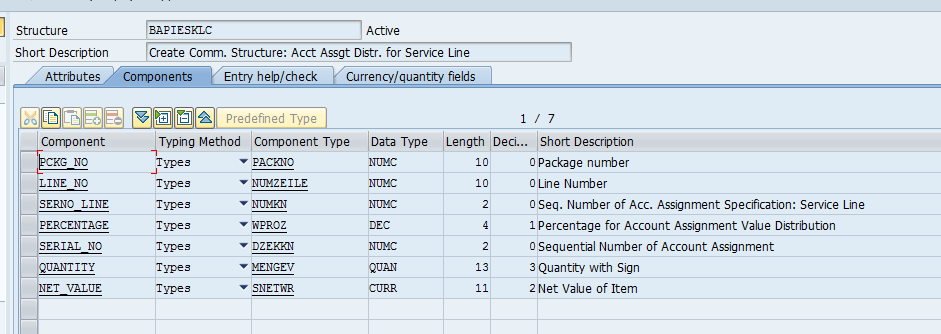 Structure BAPIESKLC Active
Short Description Create Comm. Structure: Acct Assgt Distr. for Service Line
Attributes Components Entry help/check Currency/quantity fields
Predefined Type 1 / 7
Component Typing Method Component Type Data Type Length Deci... Short Description
PCKG_NO Types PACKNO NUMC 10 0 Package number
LINE_NO Types NUMZEILE NUMC 10 0 Line Number
SERNO_LINE Types NUMKN NUMC 2 0 Seq. Number of Acc. Assignment Specification: Service Line
PERCENTAGE Types WPROZ DEC 4 1 Percentage for Account Assignment Value Distribution
SERIAL_NO Types DZEKKN NUMC 2 0 Sequential Number of Account Assignment
QUANTITY Types MENGEV QUAN 13 3 Quantity with Sign
NET_VALUE Types SNETWR CURR 11 2 Net Value of Item